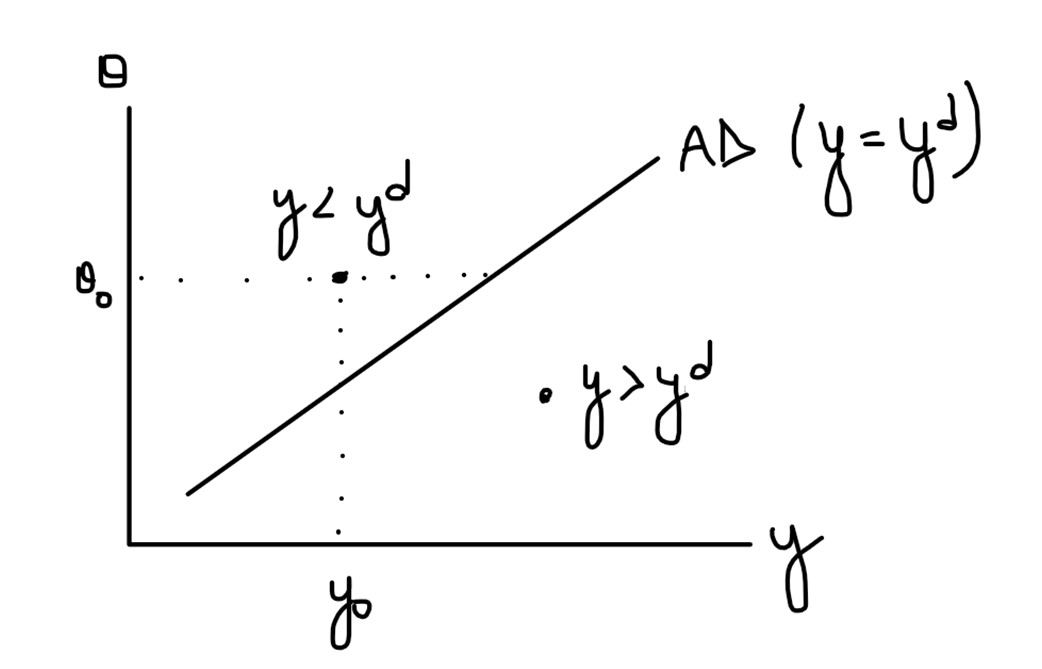 θ
AD (y = y^d)
y < y^d
θ₀
y > y^d
y
y₀